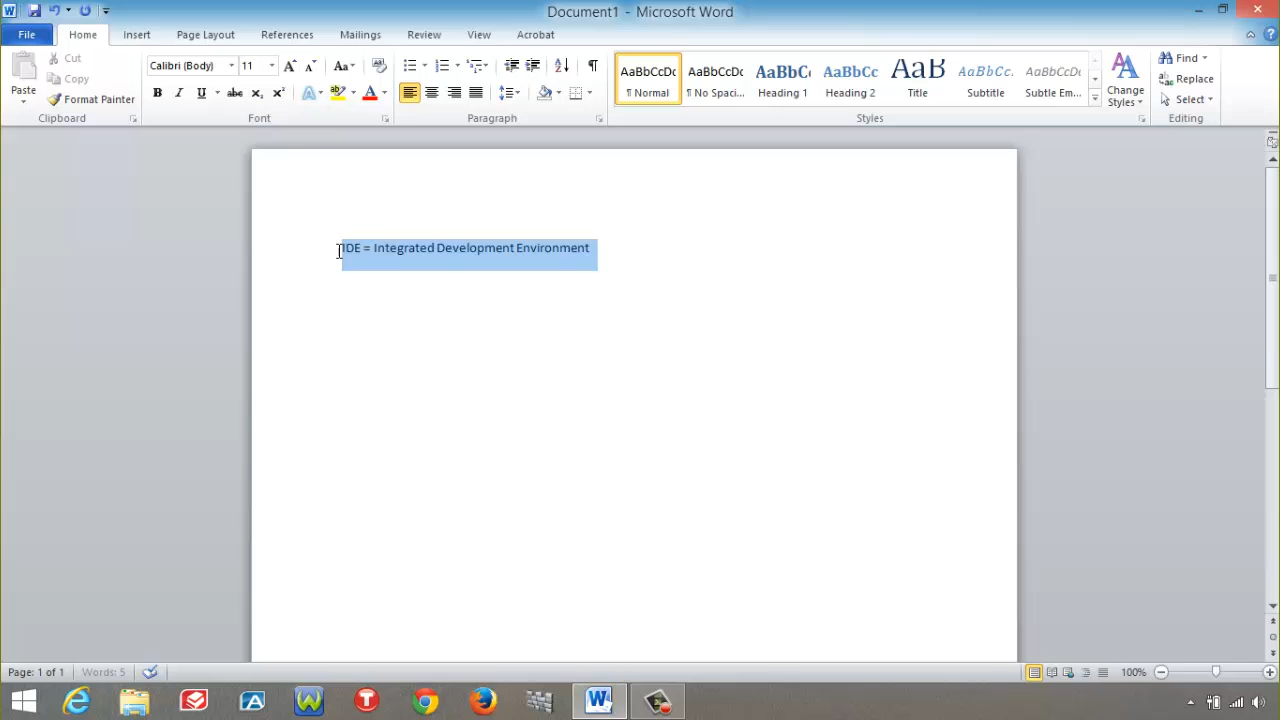 Document1 - Microsoft Word
File Home Insert Page Layout References Mailings Review View Acrobat
Cut
Copy
Format Painter
Paste
Clipboard
Calibri (Body) 11
Font
Paragraph
AaBbCcDc AaBbCcDc AaBbC AaBbCc AaB AaBbCc. AaBbCcDc
¶ Normal ¶ No Spaci... Heading 1 Heading 2 Title Subtitle Subtle Em...
Styles
Change
Styles
Find
Replace
Select
Editing
IDE = Integrated Development Environment
Page: 1 of 1 Words: 5 100%